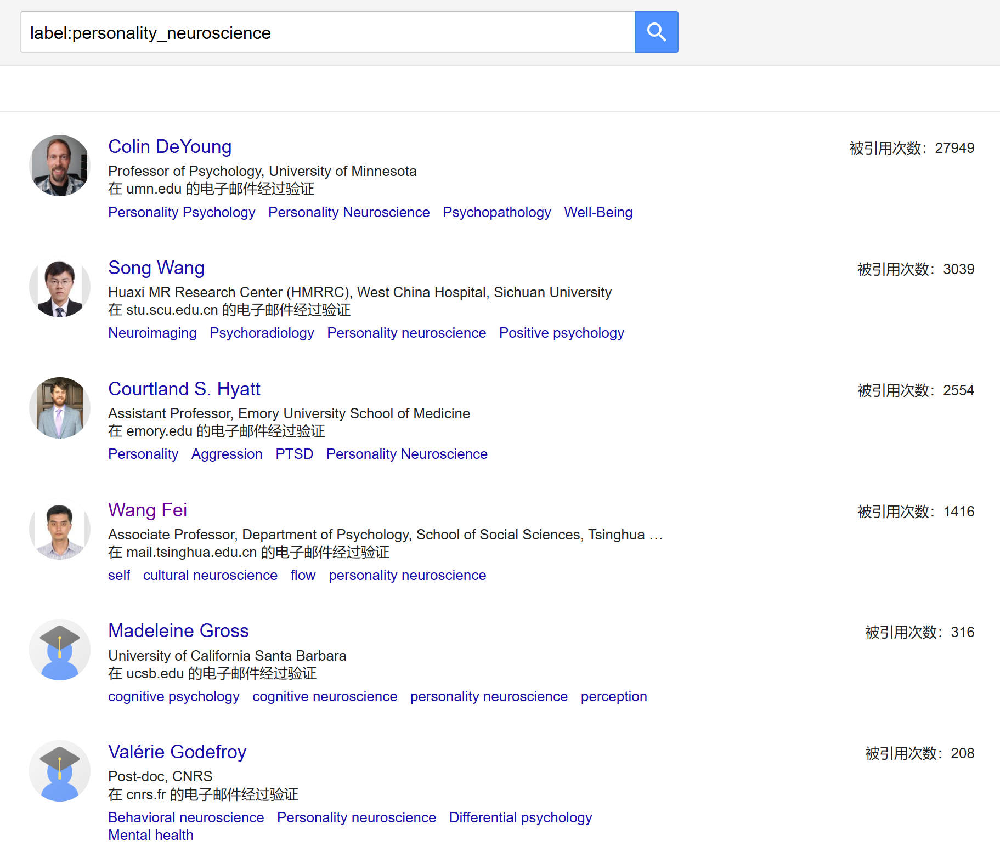 label:personality_neuroscience
Colin DeYoung
被引用次数：27949
Professor of Psychology, University of Minnesota
在 umn.edu 的电子邮件经过验证
Personality Psychology Personality Neuroscience Psychopathology Well-Being
Song Wang
被引用次数：3039
Huaxi MR Research Center (HMRRC), West China Hospital, Sichuan University
在 stu.scu.edu.cn 的电子邮件经过验证
Neuroimaging Psychoradiology Personality neuroscience Positive psychology
Courtland S. Hyatt
被引用次数：2554
Assistant Professor, Emory University School of Medicine
在 emory.edu 的电子邮件经过验证
Personality Aggression PTSD Personality Neuroscience
Wang Fei
被引用次数：1416
Associate Professor, Department of Psychology, School of Social Sciences, Tsinghua …
在 mail.tsinghua.edu.cn 的电子邮件经过验证
self cultural neuroscience flow personality neuroscience
Madeleine Gross
被引用次数：316
University of California Santa Barbara
在 ucsb.edu 的电子邮件经过验证
cognitive psychology cognitive neuroscience personality neuroscience perception
Valérie Godefroy
被引用次数：208
Post-doc, CNRS
在 cnrs.fr 的电子邮件经过验证
Behavioral neuroscience Personality neuroscience Differential psychology
Mental health